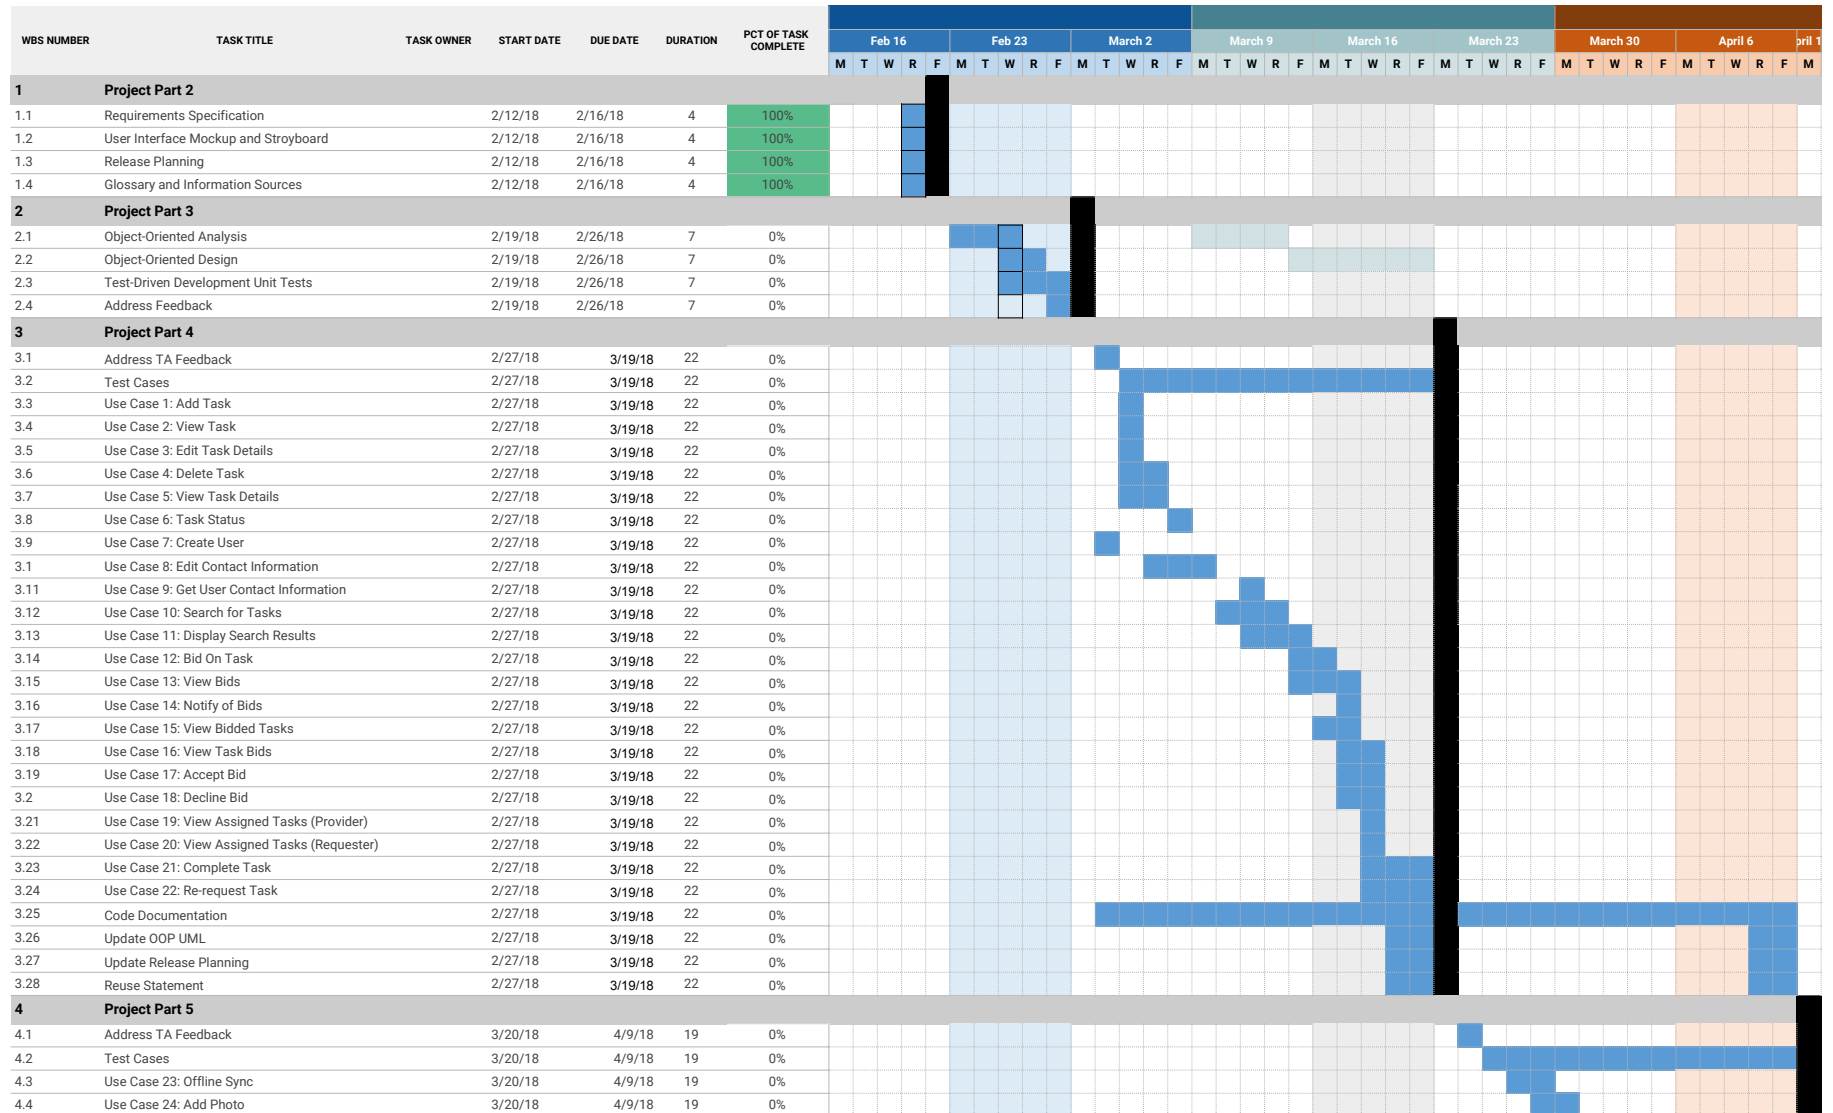 WBS NUMBER TASK TITLE TASK OWNER START DATE DUE DATE DURATION PCT OF TASK COMPLETE
Feb 16 Feb 23 March 2 March 9 March 16 March 23 March 30 April 6 pril 1
M T W R F M T W R F M T W R F M T W R F M T W R F M T W R F M T W R F M T W R F M
1 Project Part 2
1.1 Requirements Specification 2/12/18 2/16/18 4 100%
1.2 User Interface Mockup and Stroyboard 2/12/18 2/16/18 4 100%
1.3 Release Planning 2/12/18 2/16/18 4 100%
1.4 Glossary and Information Sources 2/12/18 2/16/18 4 100%
2 Project Part 3
2.1 Object-Oriented Analysis 2/19/18 2/26/18 7 0%
2.2 Object-Oriented Design 2/19/18 2/26/18 7 0%
2.3 Test-Driven Development Unit Tests 2/19/18 2/26/18 7 0%
2.4 Address Feedback 2/19/18 2/26/18 7 0%
3 Project Part 4
3.1 Address TA Feedback 2/27/18 3/19/18 22 0%
3.2 Test Cases 2/27/18 3/19/18 22 0%
3.3 Use Case 1: Add Task 2/27/18 3/19/18 22 0%
3.4 Use Case 2: View Task 2/27/18 3/19/18 22 0%
3.5 Use Case 3: Edit Task Details 2/27/18 3/19/18 22 0%
3.6 Use Case 4: Delete Task 2/27/18 3/19/18 22 0%
3.7 Use Case 5: View Task Details 2/27/18 3/19/18 22 0%
3.8 Use Case 6: Task Status 2/27/18 3/19/18 22 0%
3.9 Use Case 7: Create User 2/27/18 3/19/18 22 0%
3.1 Use Case 8: Edit Contact Information 2/27/18 3/19/18 22 0%
3.11 Use Case 9: Get User Contact Information 2/27/18 3/19/18 22 0%
3.12 Use Case 10: Search for Tasks 2/27/18 3/19/18 22 0%
3.13 Use Case 11: Display Search Results 2/27/18 3/19/18 22 0%
3.14 Use Case 12: Bid On Task 2/27/18 3/19/18 22 0%
3.15 Use Case 13: View Bids 2/27/18 3/19/18 22 0%
3.16 Use Case 14: Notify of Bids 2/27/18 3/19/18 22 0%
3.17 Use Case 15: View Bidded Tasks 2/27/18 3/19/18 22 0%
3.18 Use Case 16: View Task Bids 2/27/18 3/19/18 22 0%
3.19 Use Case 17: Accept Bid 2/27/18 3/19/18 22 0%
3.2 Use Case 18: Decline Bid 2/27/18 3/19/18 22 0%
3.21 Use Case 19: View Assigned Tasks (Provider) 2/27/18 3/19/18 22 0%
3.22 Use Case 20: View Assigned Tasks (Requester) 2/27/18 3/19/18 22 0%
3.23 Use Case 21: Complete Task 2/27/18 3/19/18 22 0%
3.24 Use Case 22: Re-request Task 2/27/18 3/19/18 22 0%
3.25 Code Documentation 2/27/18 3/19/18 22 0%
3.26 Update OOP UML 2/27/18 3/19/18 22 0%
3.27 Update Release Planning 2/27/18 3/19/18 22 0%
3.28 Reuse Statement 2/27/18 3/19/18 22 0%
4 Project Part 5
4.1 Address TA Feedback 3/20/18 4/9/18 19 0%
4.2 Test Cases 3/20/18 4/9/18 19 0%
4.3 Use Case 23: Offline Sync 3/20/18 4/9/18 19 0%
4.4 Use Case 24: Add Photo 3/20/18 4/9/18 19 0%